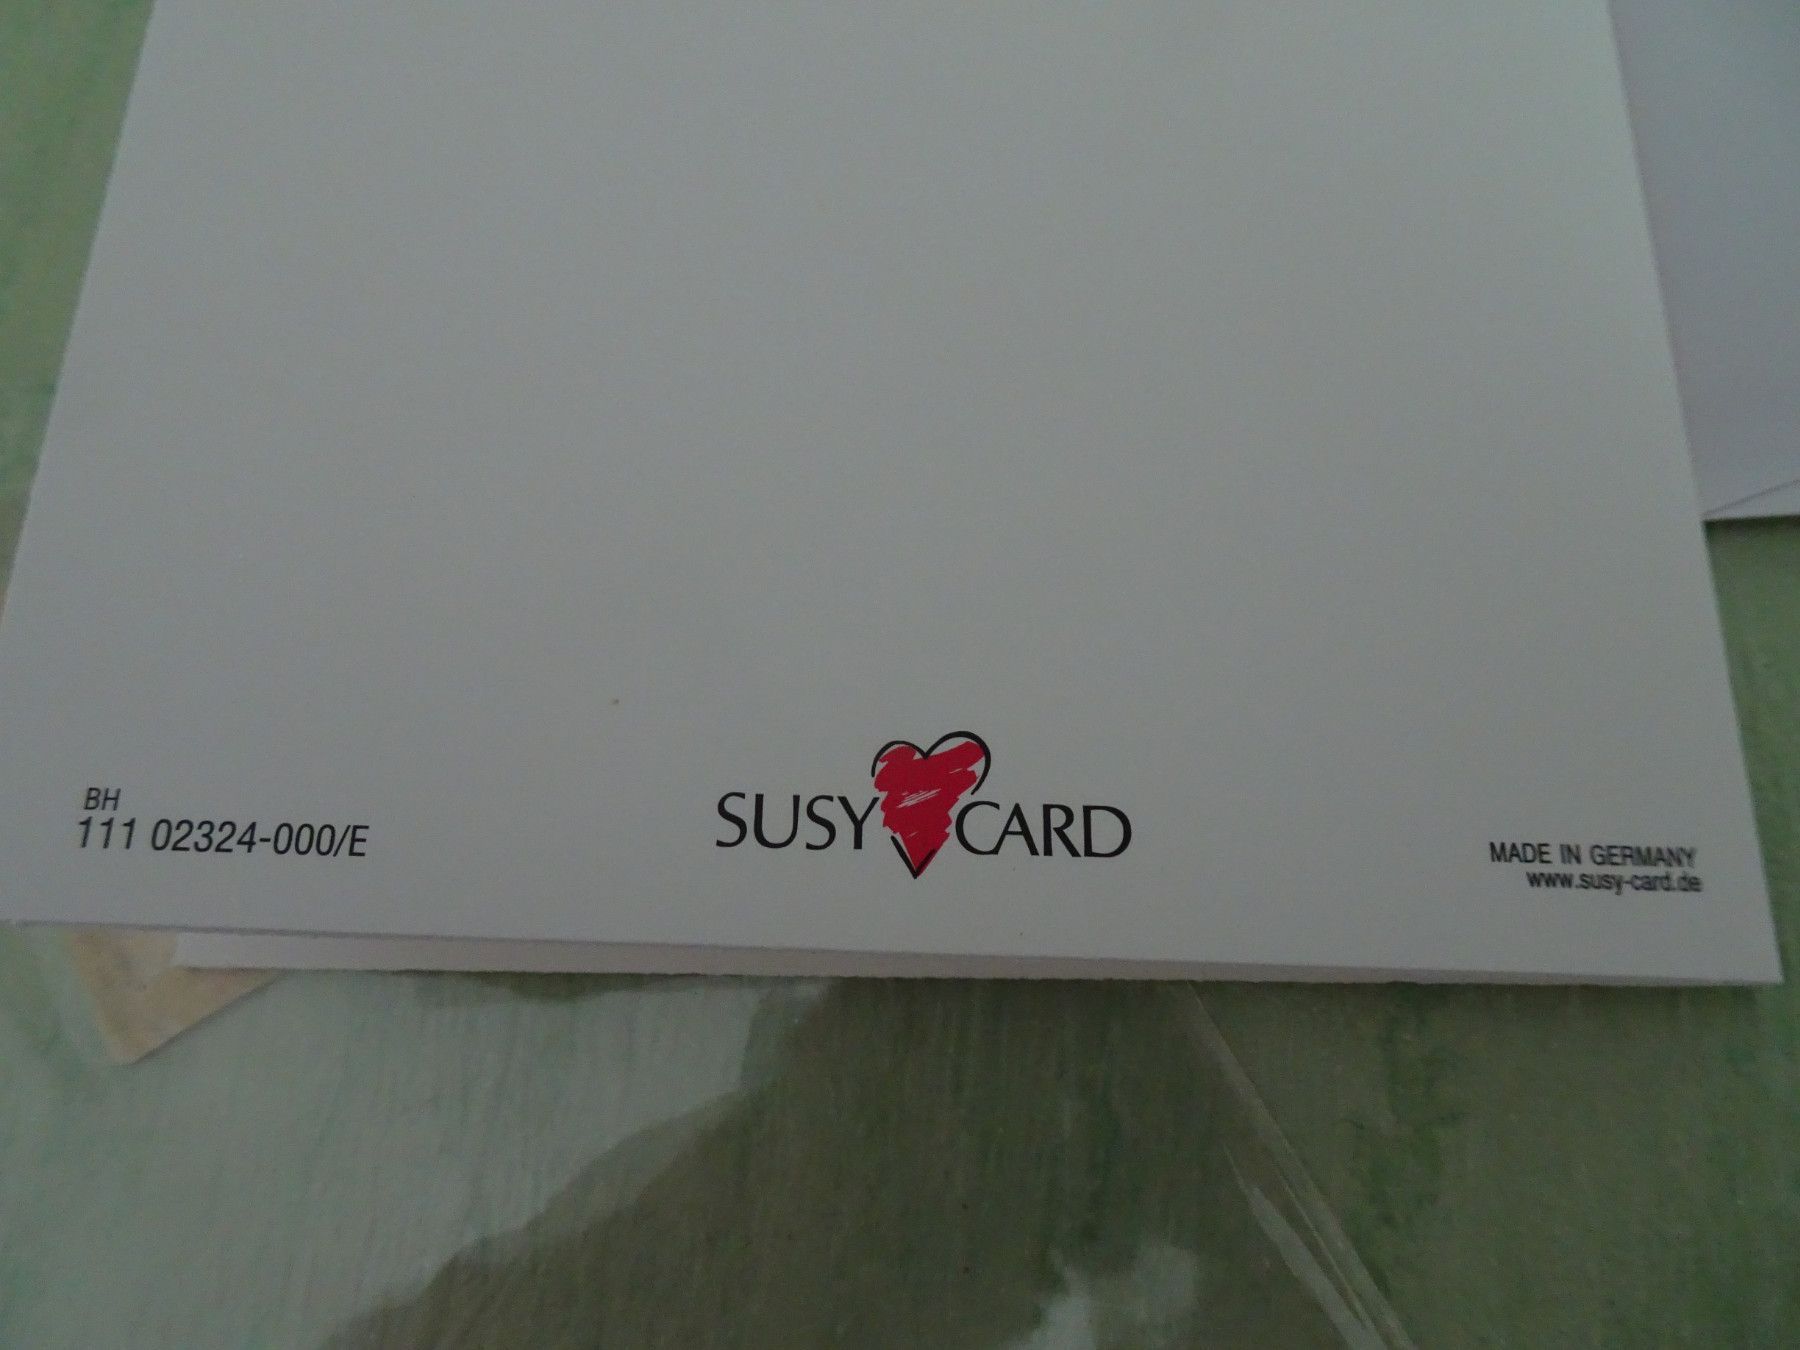 BH
111 02324-000/E
SUSY CARD
MADE IN GERMANY
www.susy-card.de